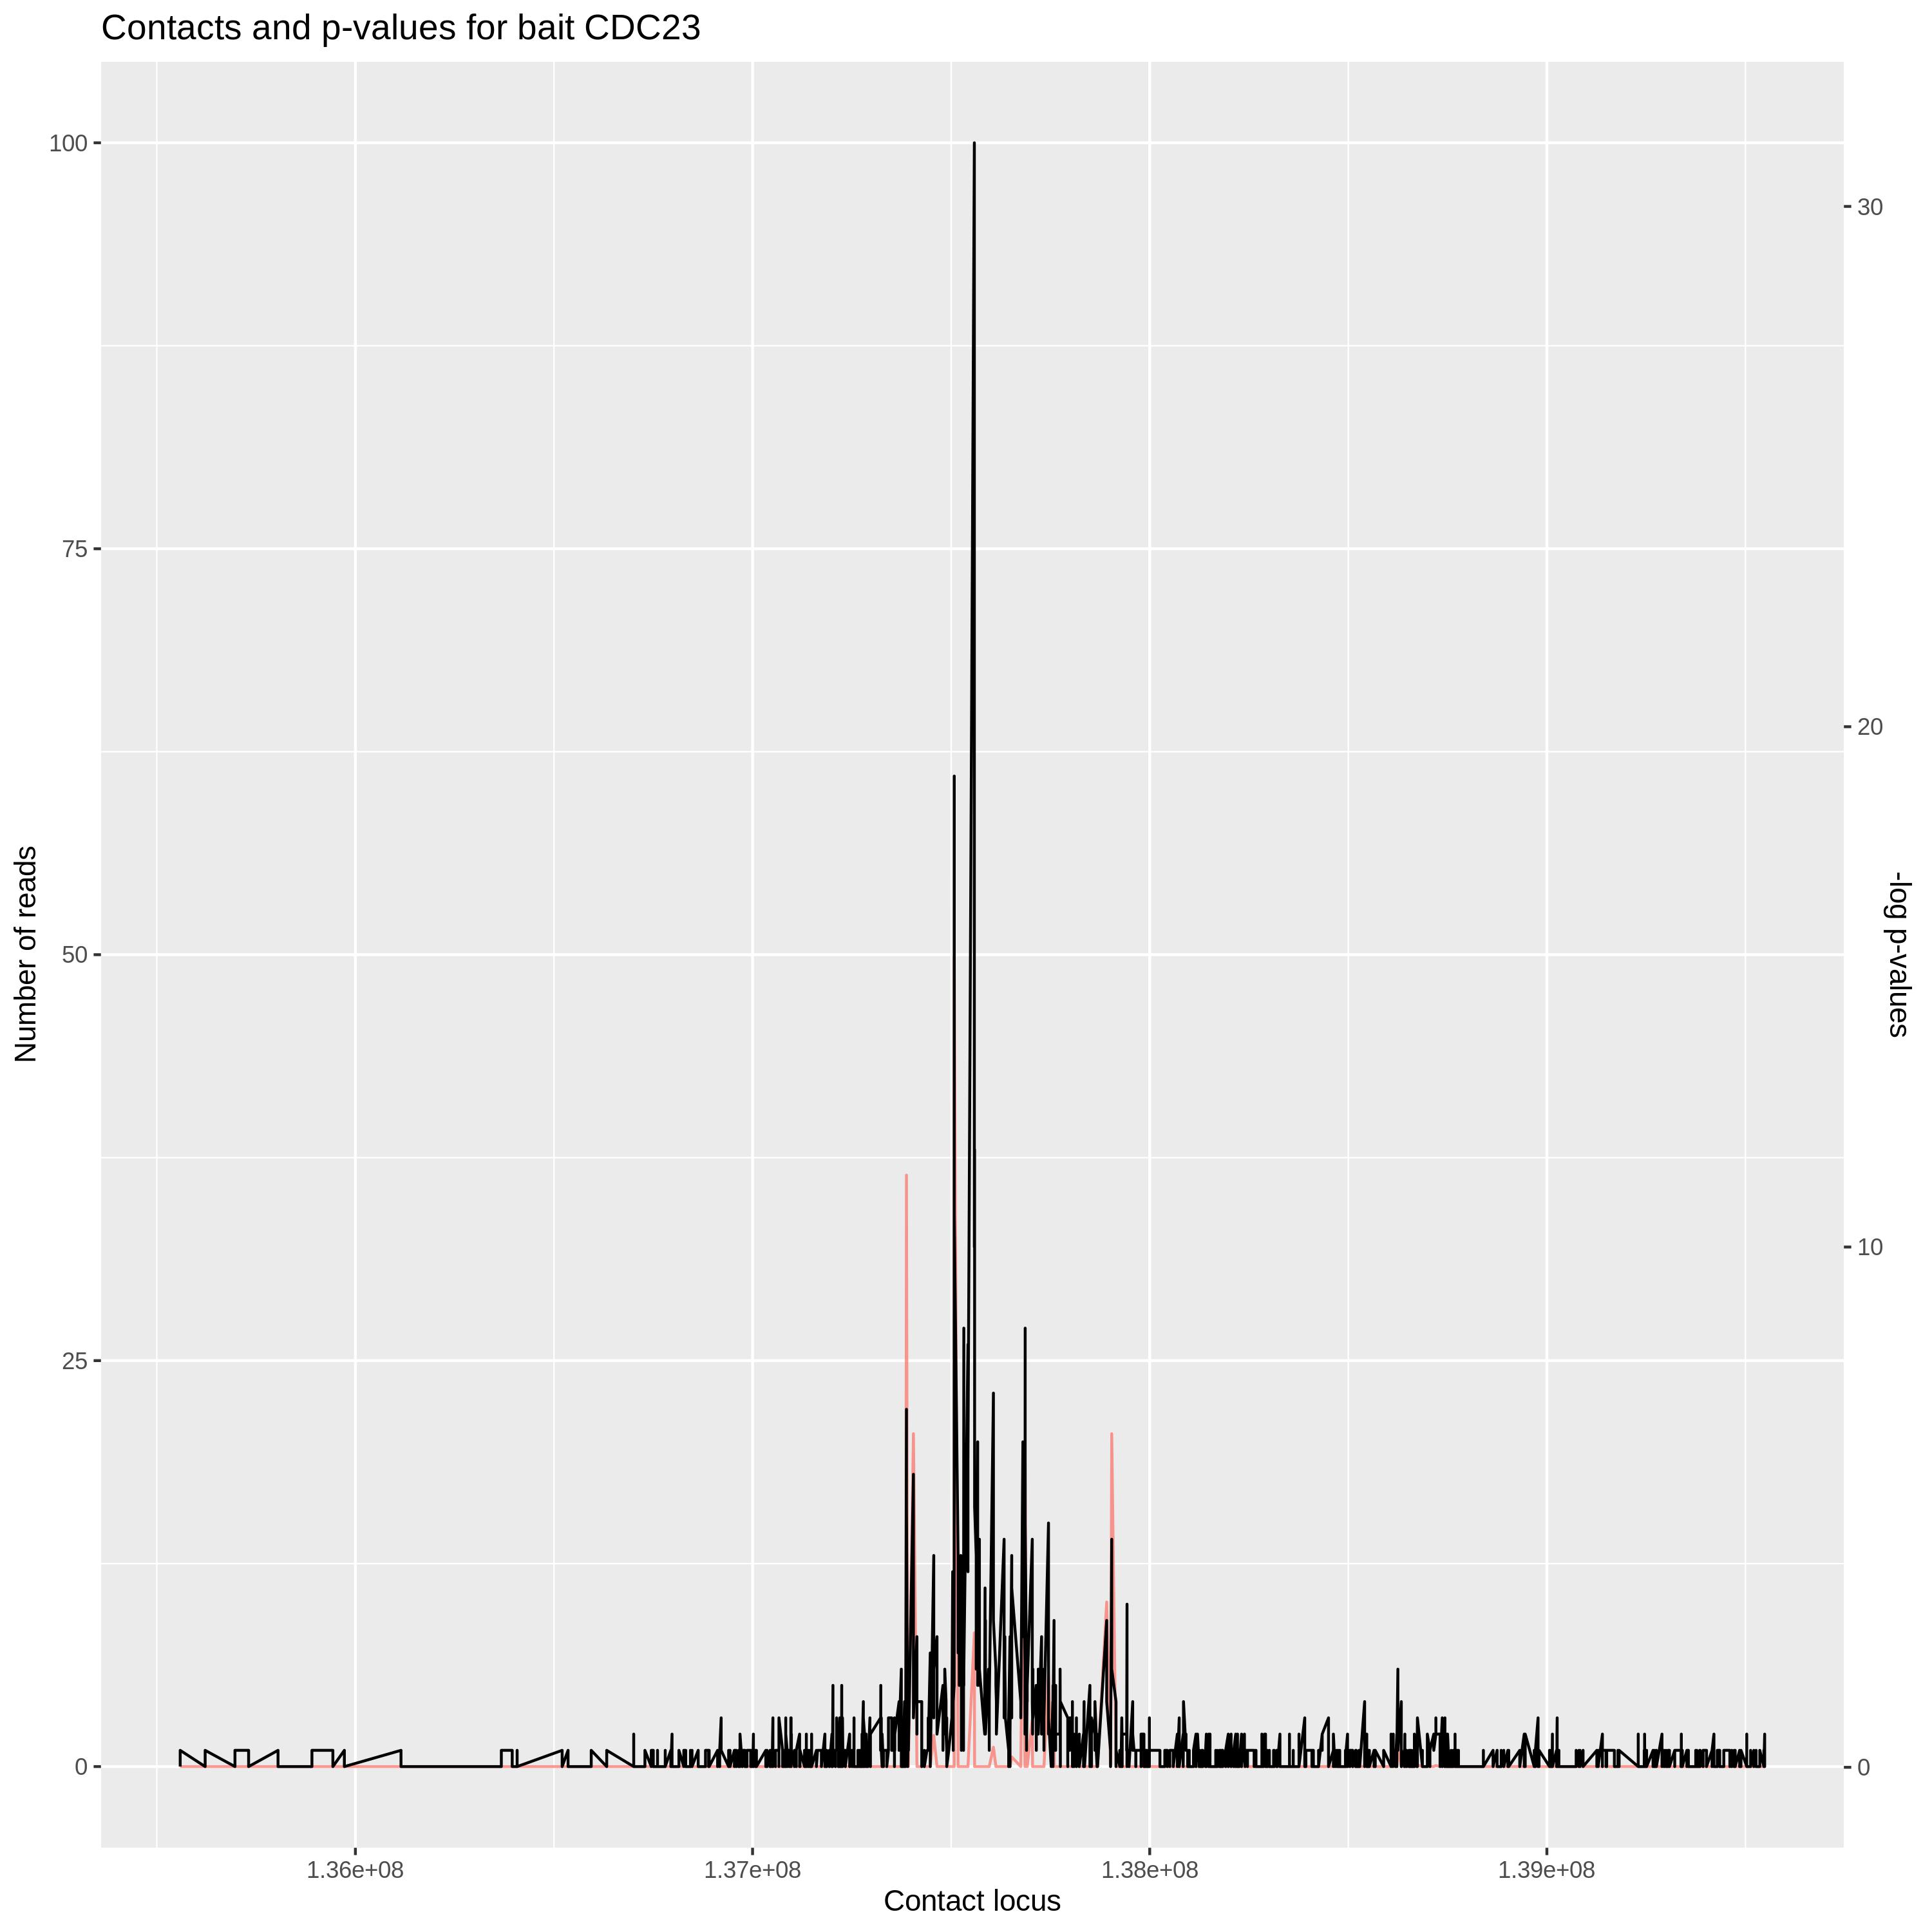 Contacts and p-values for bait CDC23
100
75
50
25
0
Number of reads
30
20
10
0
-log p-values
1.36e+08
1.37e+08
1.38e+08
1.39e+08
Contact locus